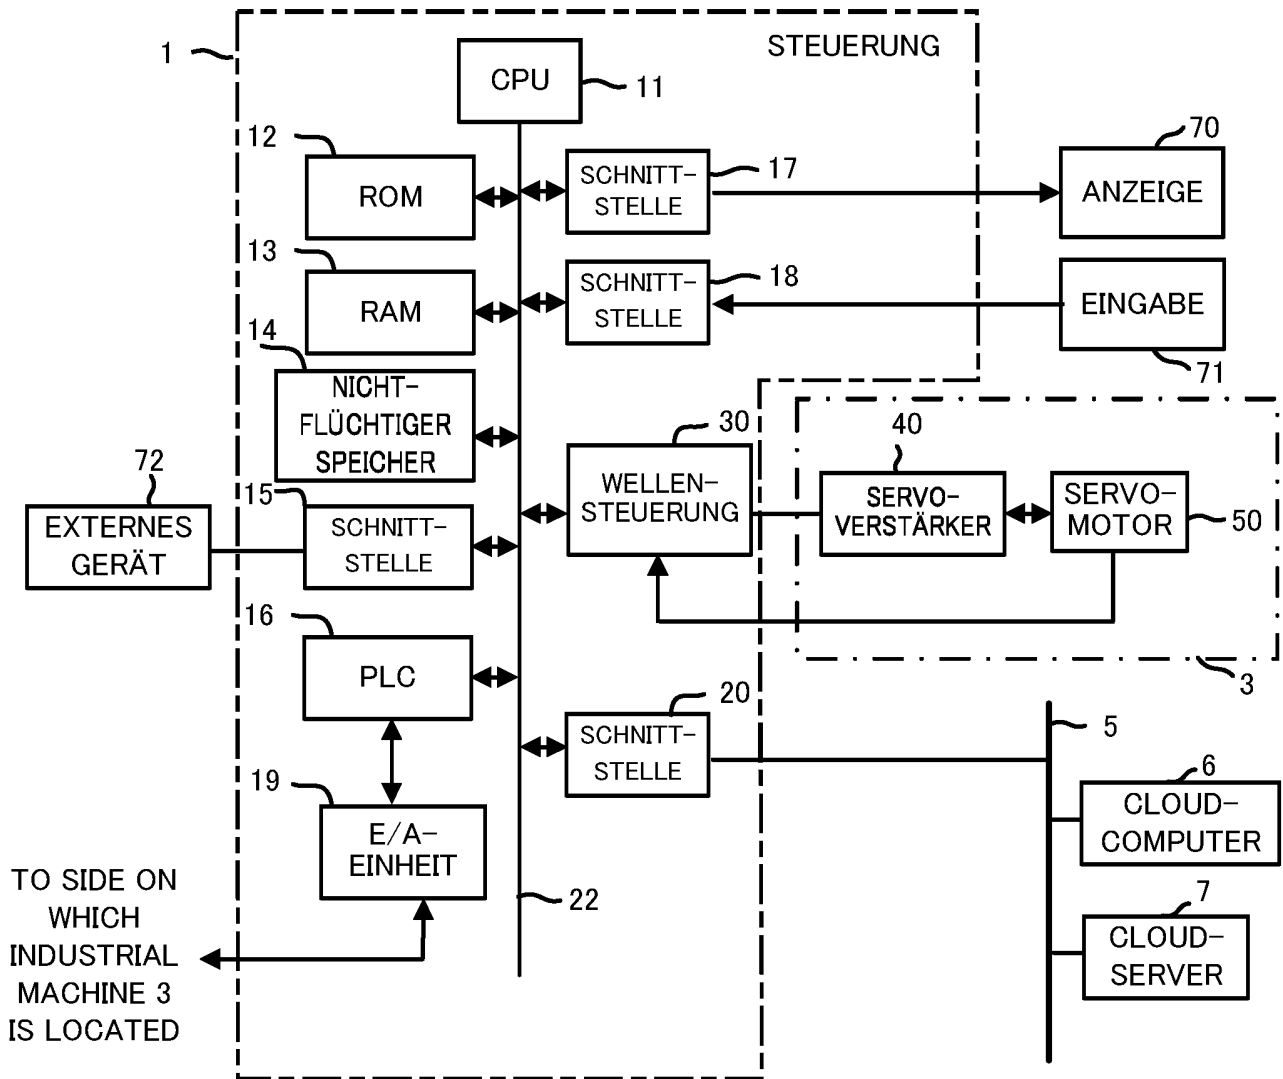 1
STEUERUNG
CPU
11
12
ROM
SCHNITT-
STELLE
17
70
ANZEIGE
13
RAM
SCHNITT-
STELLE
18
EINGABE
71
14
NICHT-
FLÜCHTIGER
SPEICHER
30
WELLEN-
STEUERUNG
40
SERVO-
VERSTÄRKER
SERVO-
MOTOR
50
3
72
EXTERNES
GERÄT
15
SCHNITT-
STELLE
16
PLC
20
SCHNITT-
STELLE
5
6
CLOUD-
COMPUTER
7
CLOUD-
SERVER
19
E/A-
EINHEIT
22
TO SIDE ON
WHICH
INDUSTRIAL
MACHINE 3
IS LOCATED